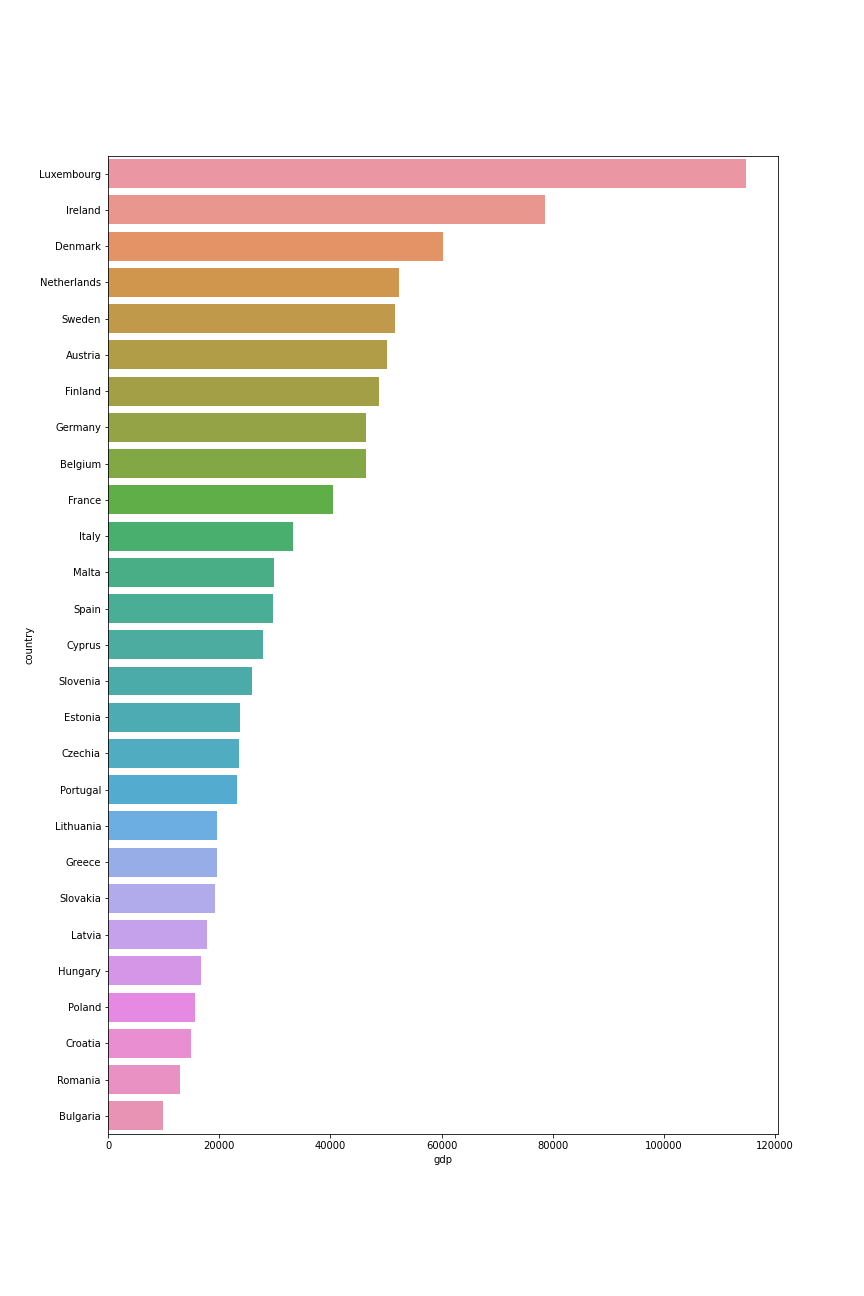 Luxembourg
Ireland
Denmark
Netherlands
Sweden
Austria
Finland
Germany
Belgium
France
Italy
Malta
Spain
country
Cyprus
Slovenia
Estonia
Czechia
Portugal
Lithuania
Greece
Slovakia
Latvia
Hungary
Poland
Croatia
Romania
Bulgaria
0 20000 40000 60000 80000 100000 120000
gdp